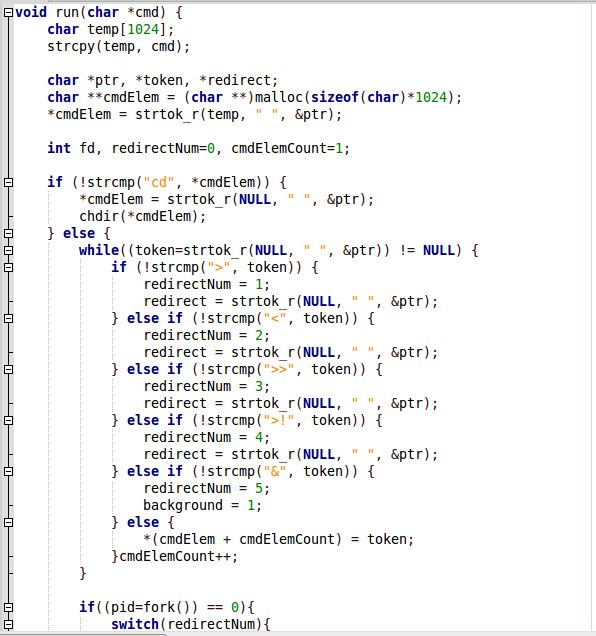 void run(char *cmd) {
char temp[1024];
strcpy(temp, cmd);
char *ptr, *token, *redirect;
char **cmdElem = (char **)malloc(sizeof(char)*1024);
*cmdElem = strtok_r(temp, " ", &ptr);
int fd, redirectNum=0, cmdElemCount=1;
if (!strcmp("cd", *cmdElem)) {
*cmdElem = strtok_r(NULL, " ", &ptr);
chdir(*cmdElem);
} else {
while((token=strtok_r(NULL, " ", &ptr)) != NULL) {
if (!strcmp(">", token)) {
redirectNum = 1;
redirect = strtok_r(NULL, " ", &ptr);
} else if (!strcmp("<", token)) {
redirectNum = 2;
redirect = strtok_r(NULL, " ", &ptr);
} else if (!strcmp(">>", token)) {
redirectNum = 3;
redirect = strtok_r(NULL, " ", &ptr);
} else if (!strcmp(">!", token)) {
redirectNum = 4;
redirect = strtok_r(NULL, " ", &ptr);
} else if (!strcmp("&", token)) {
redirectNum = 5;
background = 1;
} else {
*(cmdElem + cmdElemCount) = token;
}cmdElemCount++;
}
if((pid=fork()) == 0){
switch(redirectNum){